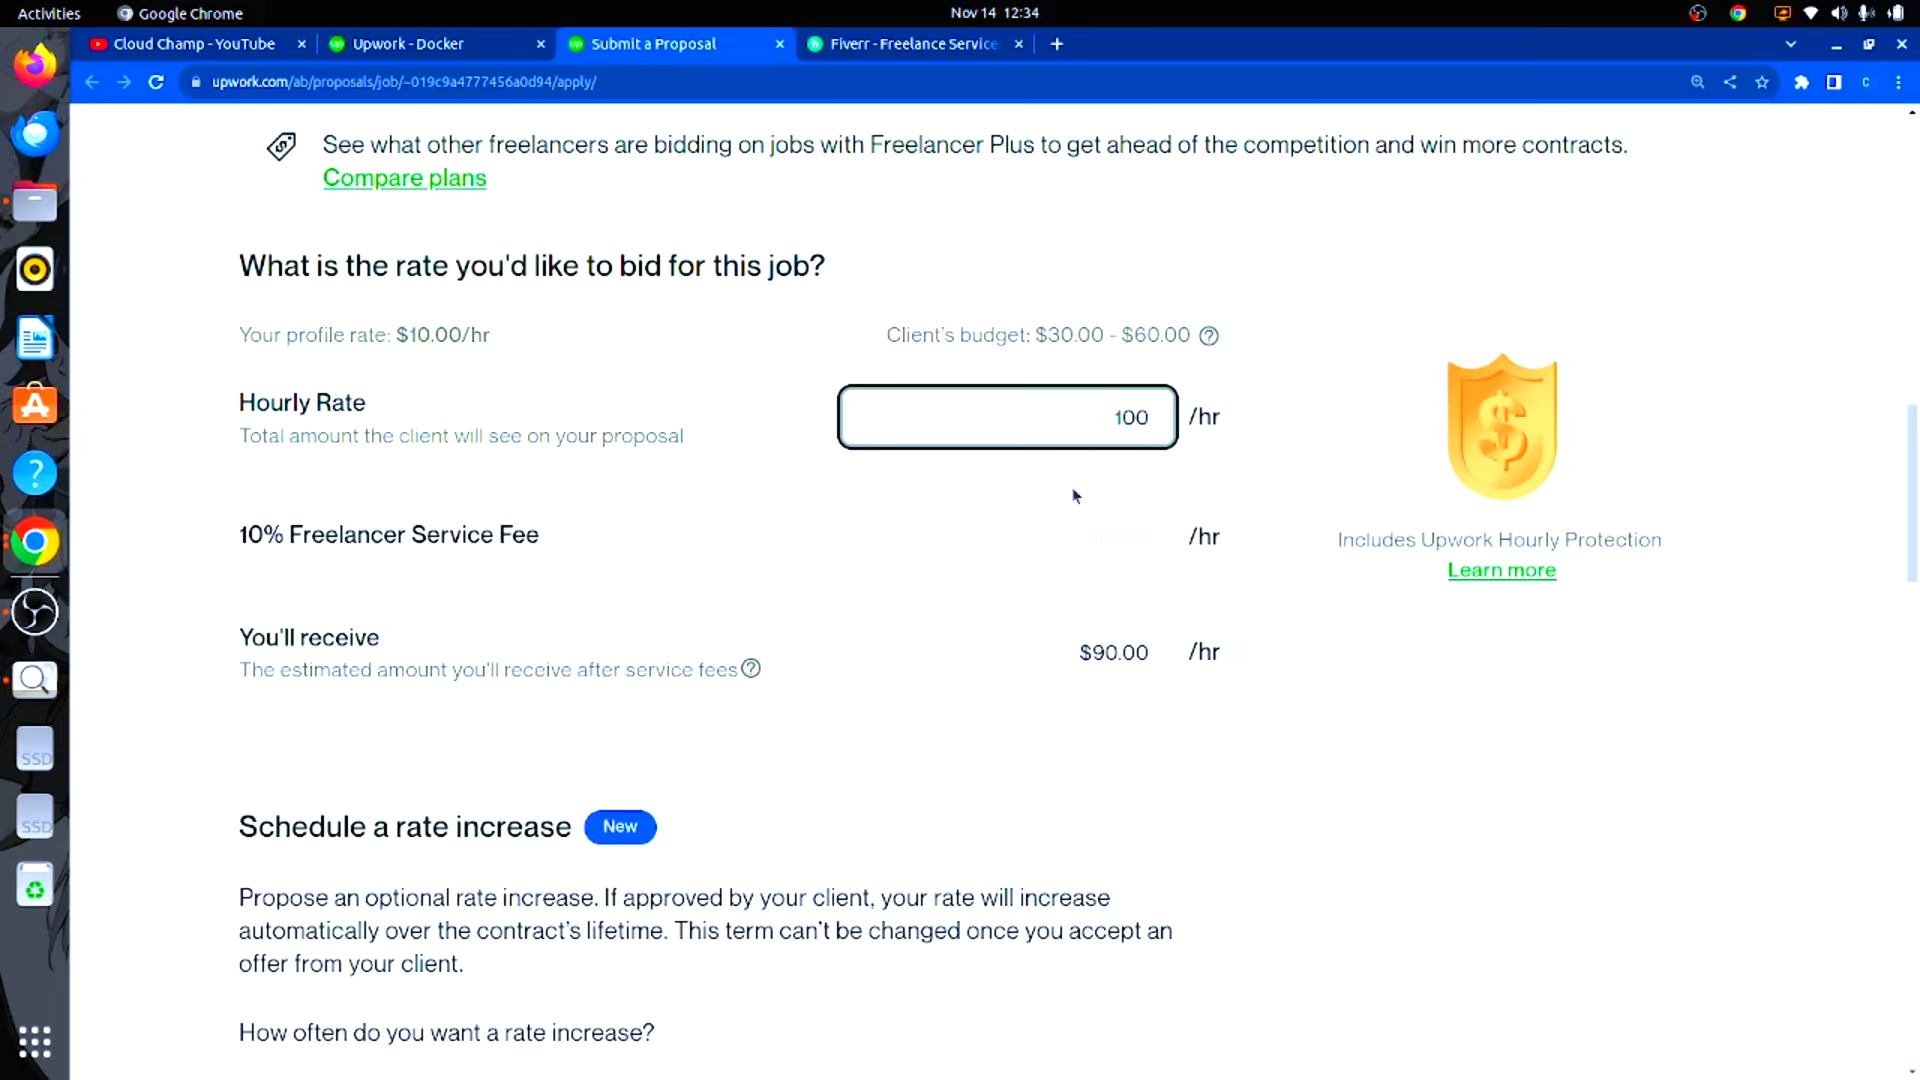 Activities Google Chrome Nov 14 12:34
Cloud Champ - YouTube Upwork - Docker Submit a Proposal Fiverr - Freelance Service
upwork.com/ab/proposals/job/~019c9a4777456a0d94/apply/ c
See what other freelancers are bidding on jobs with Freelancer Plus to get ahead of the competition and win more contracts.
Compare plans
What is the rate you'd like to bid for this job?
Your profile rate: $10.00/hr Client's budget: $30.00 - $60.00
Hourly Rate 100 /hr
Total amount the client will see on your proposal
10% Freelancer Service Fee /hr
Includes Upwork Hourly Protection
Learn more
You'll receive $90.00 /hr
The estimated amount you'll receive after service fees
SSD
SSD
Schedule a rate increase New
Propose an optional rate increase. If approved by your client, your rate will increase
automatically over the contract's lifetime. This term can't be changed once you accept an
offer from your client.
How often do you want a rate increase?